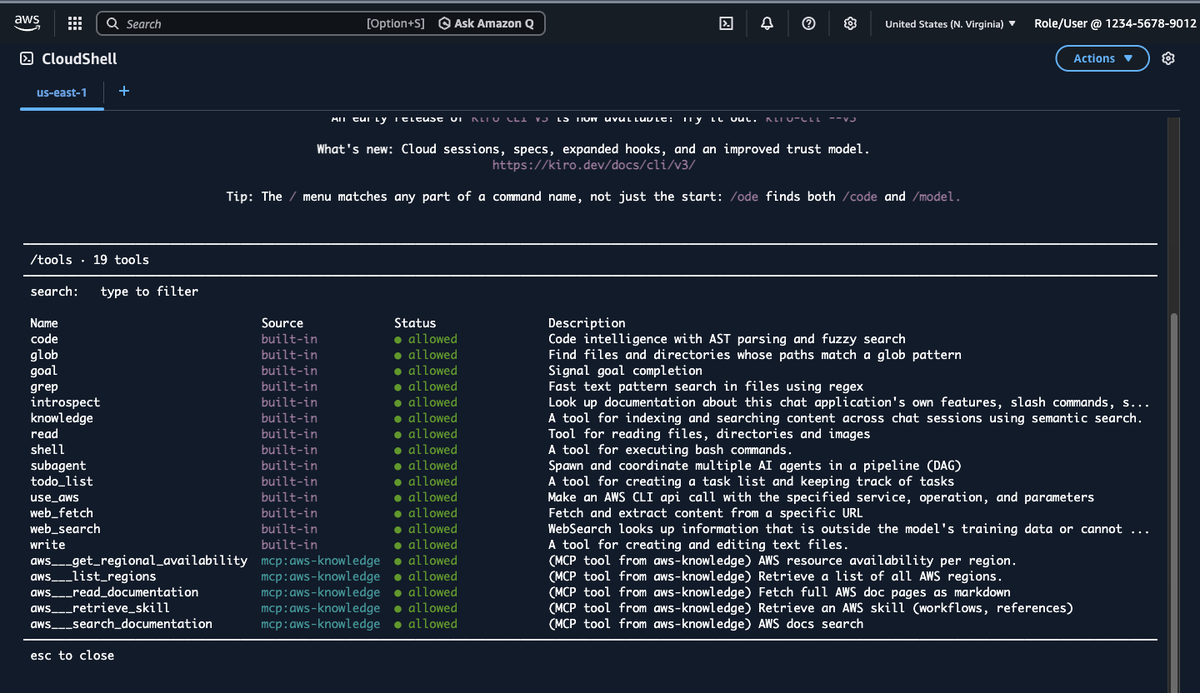 aws
Search [Option+S] Ask Amazon Q United States (N. Virginia) ▼ Role/User @ 1234-5678-9012
CloudShell
Actions ▼
us-east-1 +
An early release of Kiro CLI V3 is now available! Try it out: kiro-cli --v3
What's new: Cloud sessions, specs, expanded hooks, and an improved trust model.
https://kiro.dev/docs/cli/v3/
Tip: The / menu matches any part of a command name, not just the start: /ode finds both /code and /model.
/tools · 19 tools
search: type to filter
Name Source Status Description
code built-in ● allowed Code intelligence with AST parsing and fuzzy search
glob built-in ● allowed Find files and directories whose paths match a glob pattern
goal built-in ● allowed Signal goal completion
grep built-in ● allowed Fast text pattern search in files using regex
introspect built-in ● allowed Look up documentation about this chat application's own features, slash commands, s...
knowledge built-in ● allowed A tool for indexing and searching content across chat sessions using semantic search.
read built-in ● allowed Tool for reading files, directories and images
shell built-in ● allowed A tool for executing bash commands.
subagent built-in ● allowed Spawn and coordinate multiple AI agents in a pipeline (DAG)
todo_list built-in ● allowed A tool for creating a task list and keeping track of tasks
use_aws built-in ● allowed Make an AWS CLI api call with the specified service, operation, and parameters
web_fetch built-in ● allowed Fetch and extract content from a specific URL
web_search built-in ● allowed WebSearch looks up information that is outside the model's training data or cannot ...
write built-in ● allowed A tool for creating and editing text files.
aws___get_regional_availability mcp:aws-knowledge ● allowed (MCP tool from aws-knowledge) AWS resource availability per region.
aws___list_regions mcp:aws-knowledge ● allowed (MCP tool from aws-knowledge) Retrieve a list of all AWS regions.
aws___read_documentation mcp:aws-knowledge ● allowed (MCP tool from aws-knowledge) Fetch full AWS doc pages as markdown
aws___retrieve_skill mcp:aws-knowledge ● allowed (MCP tool from aws-knowledge) Retrieve an AWS skill (workflows, references)
aws___search_documentation mcp:aws-knowledge ● allowed (MCP tool from aws-knowledge) AWS docs search
esc to close